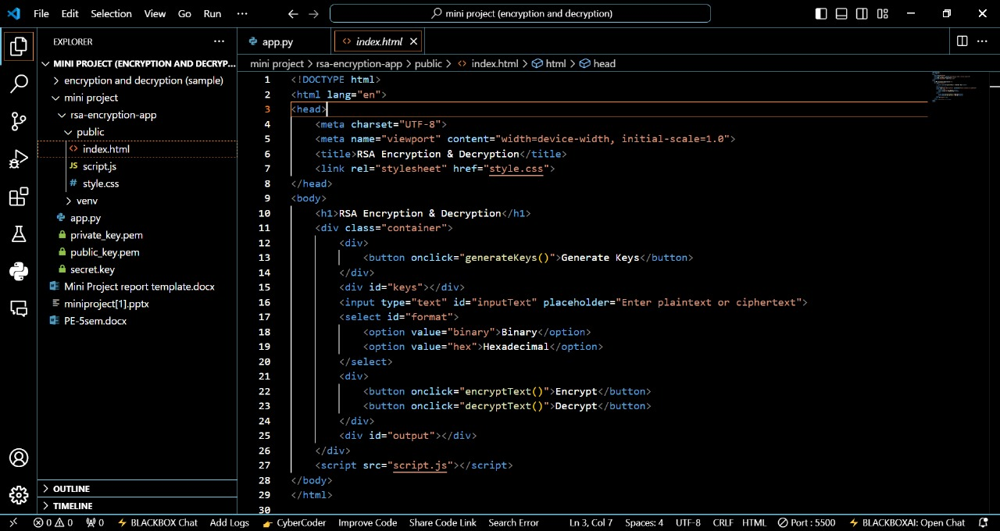 File Edit Selection View Go Run ··· mini project (encryption and decryption)
EXPLORER ···
MINI PROJECT (ENCRYPTION AND DECRYP...
encryption and decryption (sample)
mini project
rsa-encryption-app
public
<> index.html
JS script.js
# style.css
venv
app.py
private_key.pem
public_key.pem
secret.key
Mini Project report template.docx
miniproject[1].pptx
PE-5sem.docx
OUTLINE
TIMELINE
app.py <> index.html ···
mini project > rsa-encryption-app > public > <> index.html > html > head
1 <!DOCTYPE html>
2 <html lang="en">
3 <head>
4 <meta charset="UTF-8">
5 <meta name="viewport" content="width=device-width, initial-scale=1.0">
6 <title>RSA Encryption & Decryption</title>
7 <link rel="stylesheet" href="style.css">
8 </head>
9 <body>
10 <h1>RSA Encryption & Decryption</h1>
11 <div class="container">
12 <div>
13 <button onclick="generateKeys()">Generate Keys</button>
14 </div>
15 <div id="keys"></div>
16 <input type="text" id="inputText" placeholder="Enter plaintext or ciphertext">
17 <select id="format">
18 <option value="binary">Binary</option>
19 <option value="hex">Hexadecimal</option>
20 </select>
21 <div>
22 <button onclick="encryptText()">Encrypt</button>
23 <button onclick="decryptText()">Decrypt</button>
24 </div>
25 <div id="output"></div>
26 </div>
27 <script src="script.js"></script>
28 </body>
29 </html>
30
0 0 0 BLACKBOX Chat Add Logs CyberCoder Improve Code Share Code Link Search Error Ln 3, Col 7 Spaces: 4 UTF-8 CRLF HTML Port : 5500 BLACKBOXAI: Open Chat